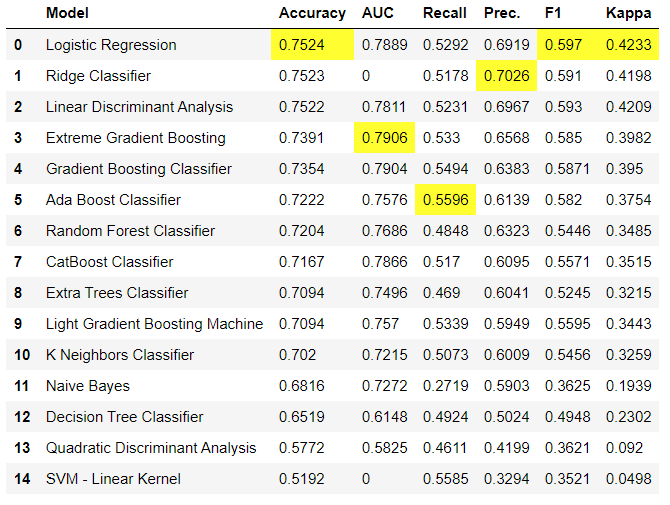 Model Accuracy AUC Recall Prec. F1 Kappa
0 Logistic Regression 0.7524 0.7889 0.5292 0.6919 0.597 0.4233
1 Ridge Classifier 0.7523 0 0.5178 0.7026 0.591 0.4198
2 Linear Discriminant Analysis 0.7522 0.7811 0.5231 0.6967 0.593 0.4209
3 Extreme Gradient Boosting 0.7391 0.7906 0.533 0.6568 0.585 0.3982
4 Gradient Boosting Classifier 0.7354 0.7904 0.5494 0.6383 0.5871 0.395
5 Ada Boost Classifier 0.7222 0.7576 0.5596 0.6139 0.582 0.3754
6 Random Forest Classifier 0.7204 0.7686 0.4848 0.6323 0.5446 0.3485
7 CatBoost Classifier 0.7167 0.7866 0.517 0.6095 0.5571 0.3515
8 Extra Trees Classifier 0.7094 0.7496 0.469 0.6041 0.5245 0.3215
9 Light Gradient Boosting Machine 0.7094 0.757 0.5339 0.5949 0.5595 0.3443
10 K Neighbors Classifier 0.702 0.7215 0.5073 0.6009 0.5456 0.3259
11 Naive Bayes 0.6816 0.7272 0.2719 0.5903 0.3625 0.1939
12 Decision Tree Classifier 0.6519 0.6148 0.4924 0.5024 0.4948 0.2302
13 Quadratic Discriminant Analysis 0.5772 0.5825 0.4611 0.4199 0.3621 0.092
14 SVM - Linear Kernel 0.5192 0 0.5585 0.3294 0.3521 0.0498